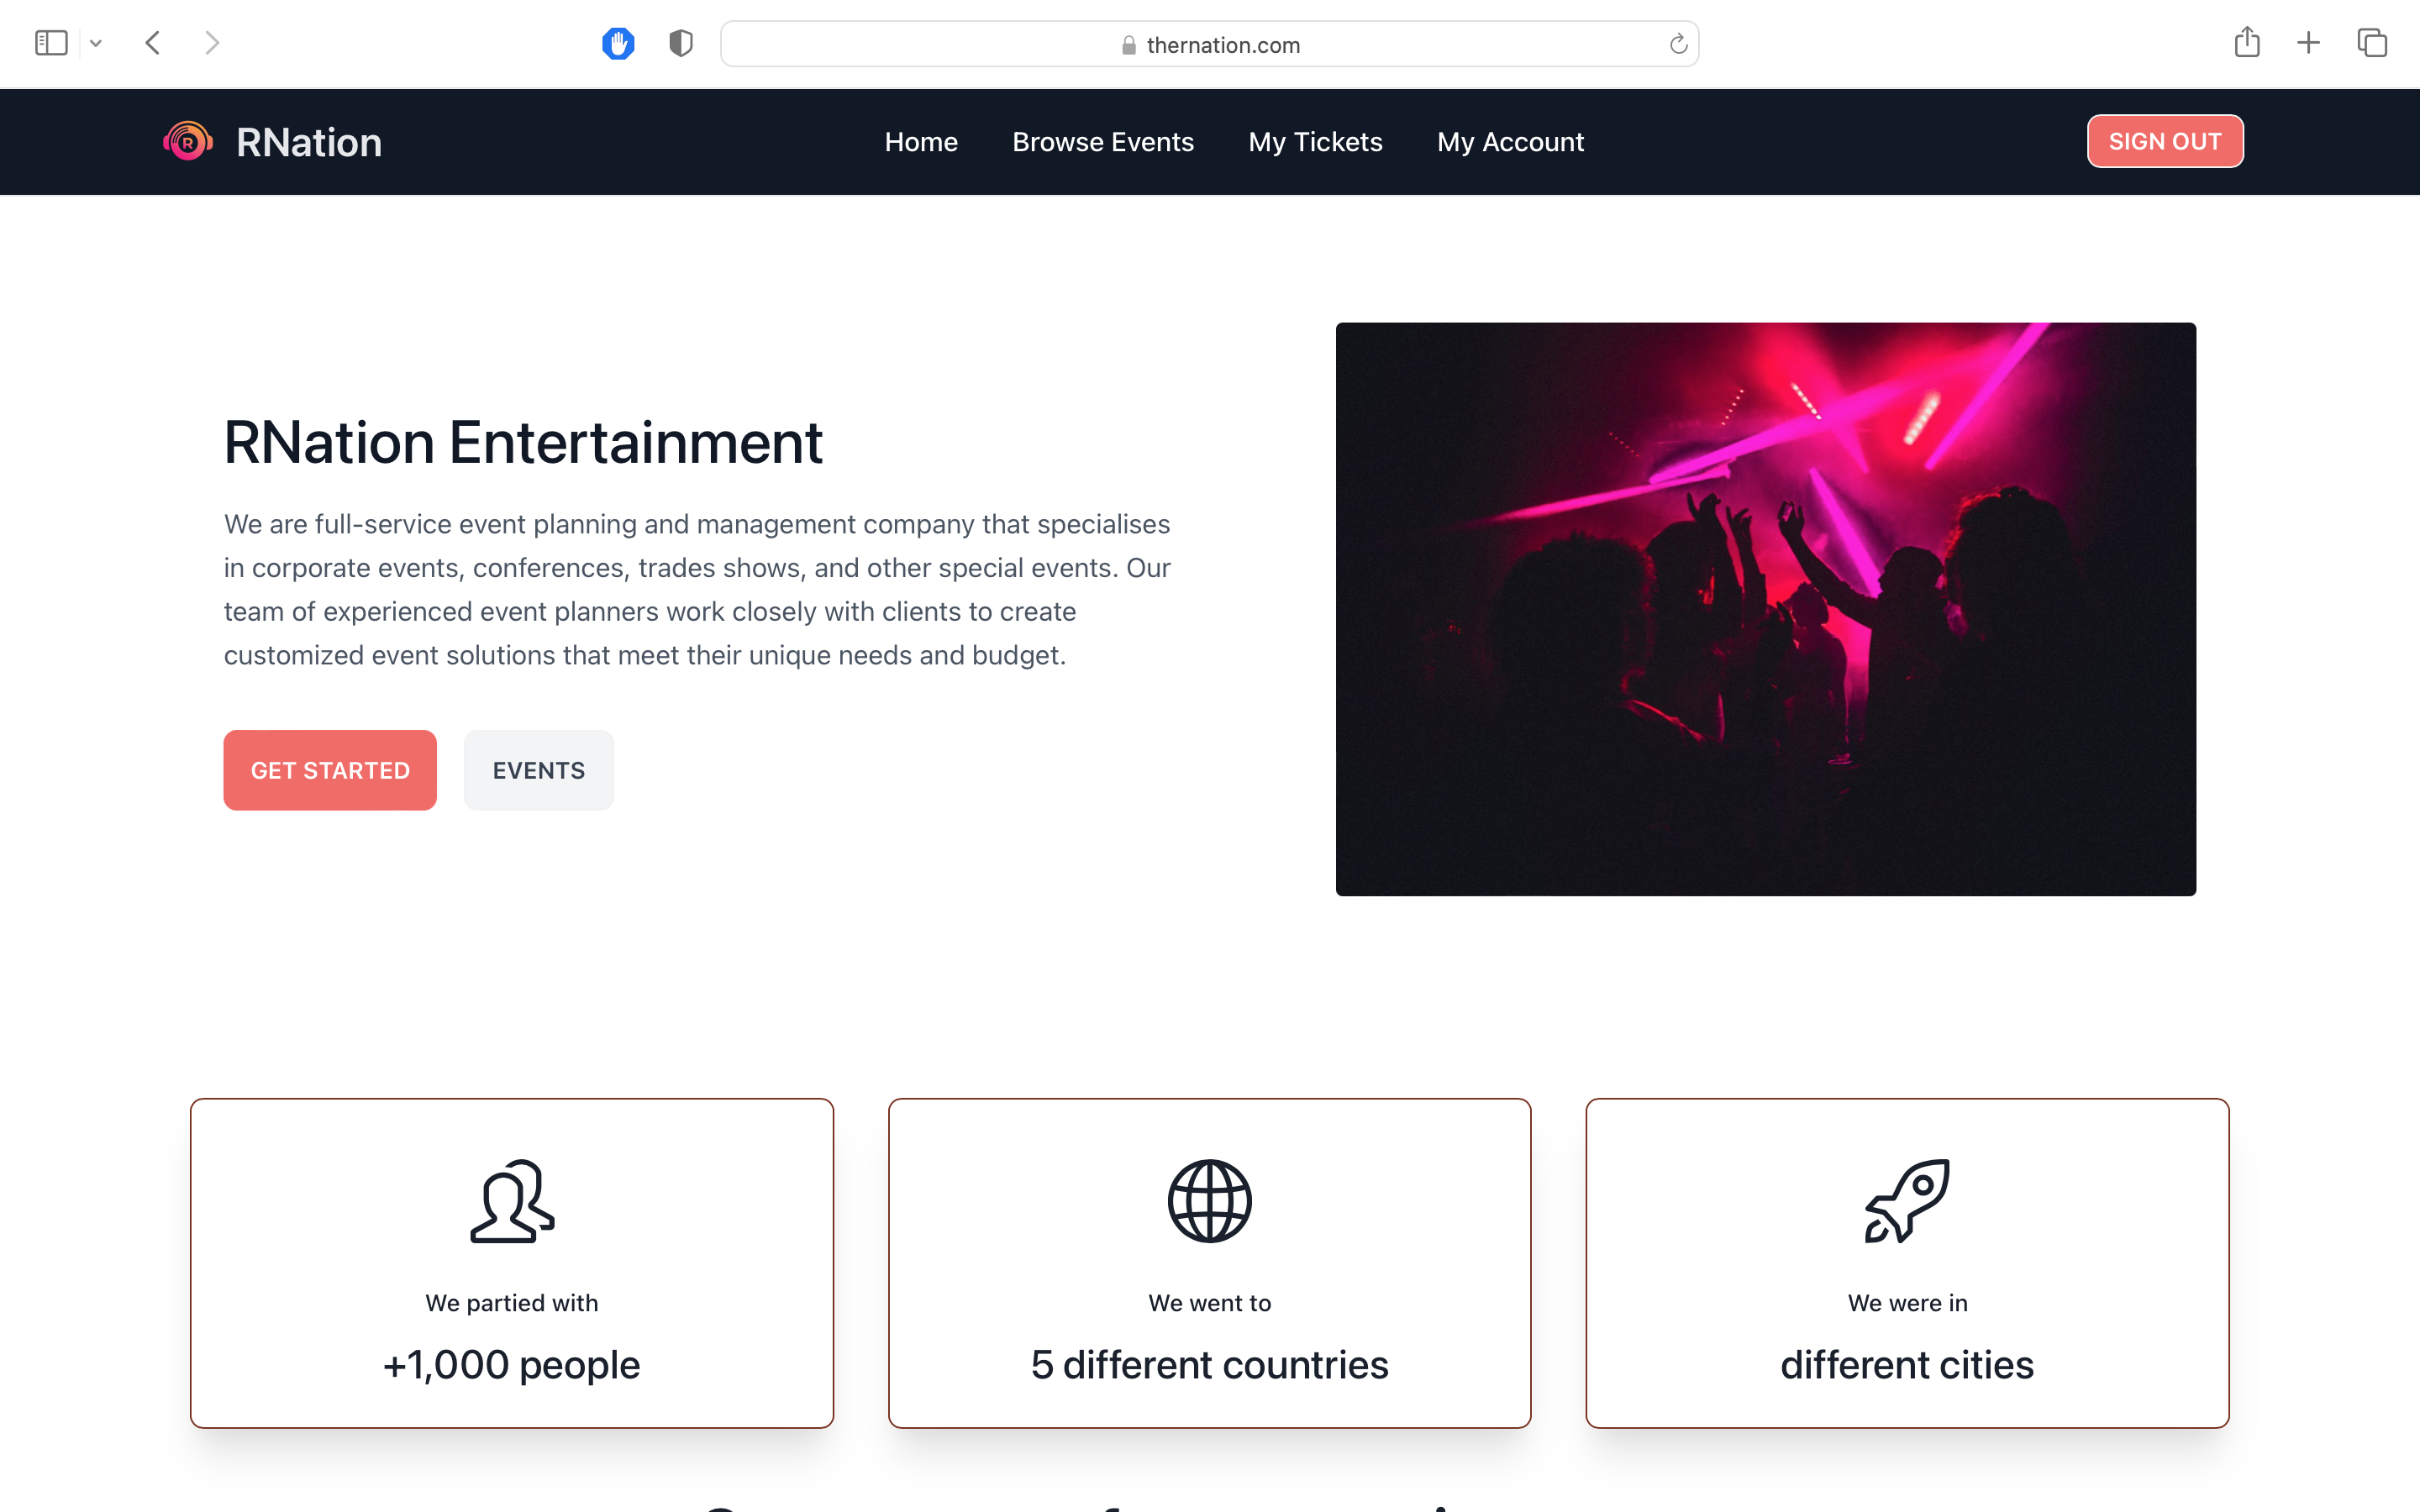 thernation.com
R
RNation
Home
Browse Events
My Tickets
My Account
SIGN OUT
RNation Entertainment
We are full-service event planning and management company that specialises
in corporate events, conferences, trades shows, and other special events. Our
team of experienced event planners work closely with clients to create
customized event solutions that meet their unique needs and budget.
GET STARTED
EVENTS
We partied with
+1,000 people
We went to
5 different countries
We were in
different cities